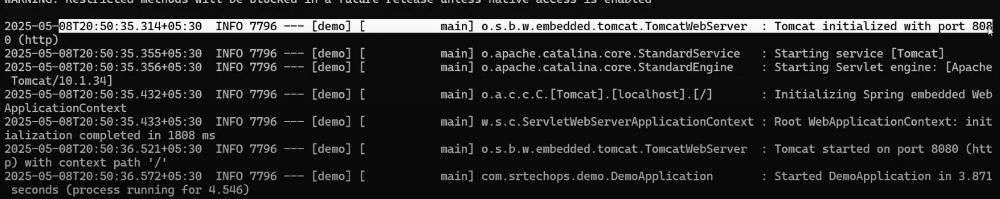 WARNING: Restricted methods will be blocked in a future release unless native access is enabled
2025-05-08T20:50:35.314+05:30  INFO 7796 --- [demo] [           main] o.s.b.w.embedded.tomcat.TomcatWebServer  : Tomcat initialized with port 808
0 (http)
2025-05-08T20:50:35.355+05:30  INFO 7796 --- [demo] [           main] o.apache.catalina.core.StandardService   : Starting service [Tomcat]
2025-05-08T20:50:35.356+05:30  INFO 7796 --- [demo] [           main] o.apache.catalina.core.StandardEngine    : Starting Servlet engine: [Apache
 Tomcat/10.1.34]
2025-05-08T20:50:35.432+05:30  INFO 7796 --- [demo] [           main] o.a.c.c.C.[Tomcat].[localhost].[/]       : Initializing Spring embedded Web
ApplicationContext
2025-05-08T20:50:35.433+05:30  INFO 7796 --- [demo] [           main] w.s.c.ServletWebServerApplicationContext : Root WebApplicationContext: init
ialization completed in 1808 ms
2025-05-08T20:50:36.521+05:30  INFO 7796 --- [demo] [           main] o.s.b.w.embedded.tomcat.TomcatWebServer  : Tomcat started on port 8080 (htt
p) with context path '/'
2025-05-08T20:50:36.572+05:30  INFO 7796 --- [demo] [           main] com.srtechops.demo.DemoApplication       : Started DemoApplication in 3.871
 seconds (process running for 4.546)